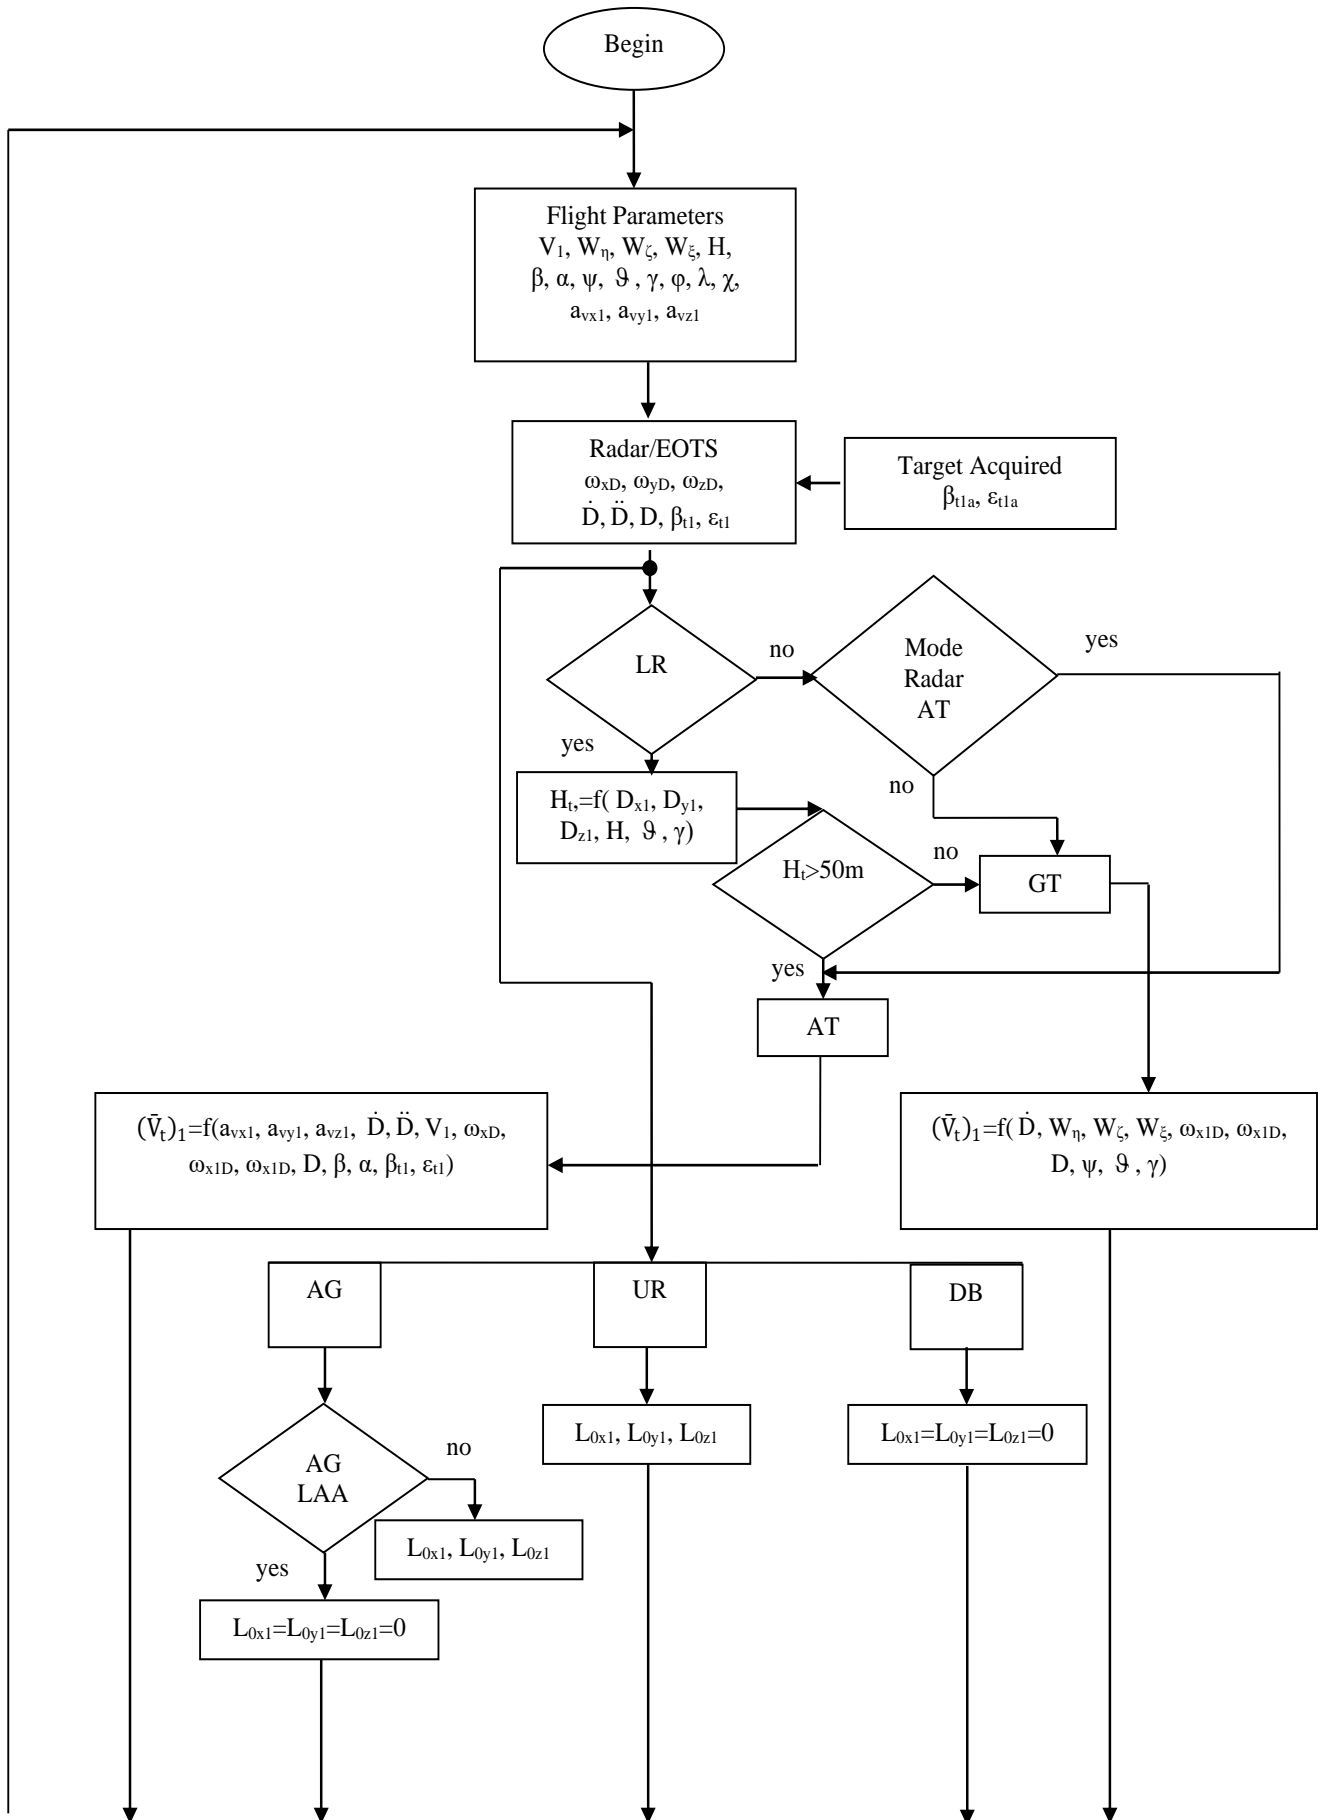 Begin
Flight Parameters
V₁, W_η, W_ζ, W_ξ, H,
β, α, ψ, ϑ , γ, φ, λ, χ,
a_vx1, a_vy1, a_vz1
Radar/EOTS
ω_xD, ω_yD, ω_zD,
Ḋ, D̈, D, β_t1, ε_t1
Target Acquired
β_t1a, ε_t1a
LR
no
Mode
Radar
AT
yes
yes
no
H_t,=f( D_x1, D_y1,
D_z1, H, ϑ , γ)
H_t>50m
no
GT
yes
AT
(V̄_t)₁=f(a_vx1, a_vy1, a_vz1, Ḋ, D̈, V₁, ω_xD,
ω_x1D, ω_x1D, D, β, α, β_t1, ε_t1)
(V̄_t)₁=f( Ḋ, W_η, W_ζ, W_ξ, ω_x1D, ω_x1D,
D, ψ, ϑ , γ)
AG
UR
DB
AG
LAA
no
yes
L_0x1, L_0y1, L_0z1
L_0x1, L_0y1, L_0z1
L_0x1=L_0y1=L_0z1=0
L_0x1=L_0y1=L_0z1=0